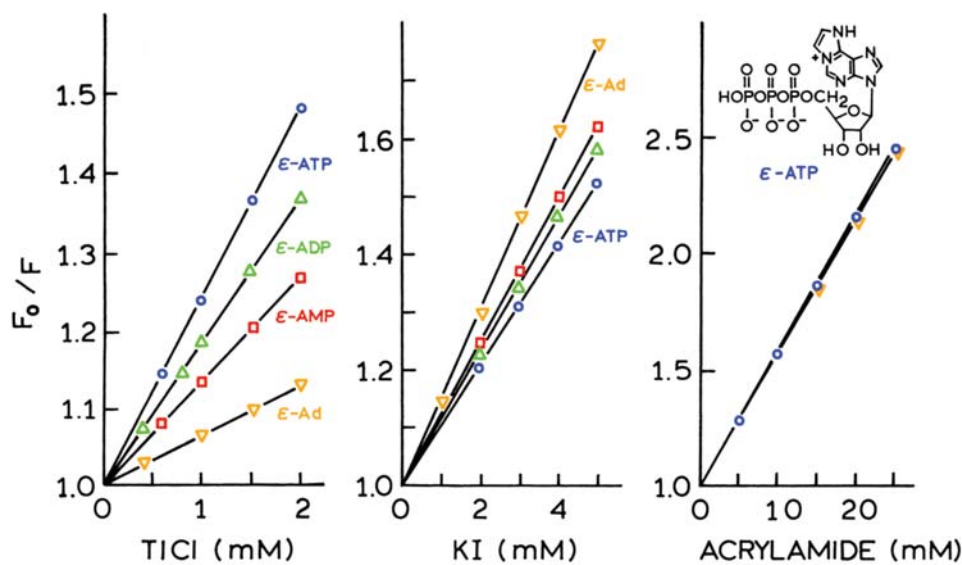 F₀/F
1.5
1.4
1.3
1.2
1.1
1.0
0
1
2
TlCl (mM)
ε-ATP
ε-ADP
ε-AMP
ε-Ad
1.6
1.4
1.2
1.0
0
2
4
KI (mM)
ε-Ad
ε-ATP
2.5
2.0
1.5
1.0
0
10
20
ACRYLAMIDE (mM)
ε-ATP
N NH
N N
+N N N
O O O
HOPOPOPOCH₂ O
O⁻ O⁻ O⁻
HO OH